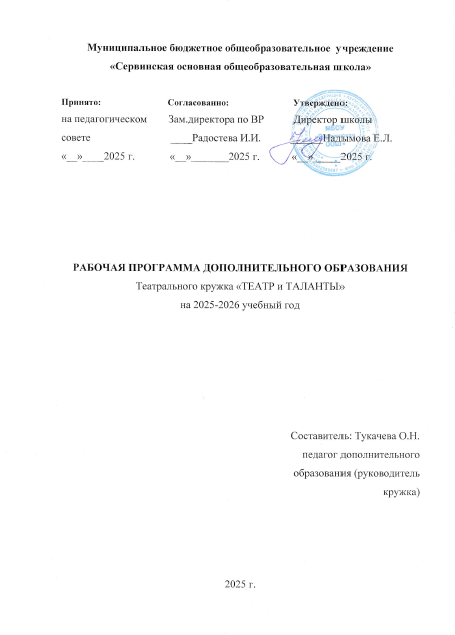 Муниципальное бюджетное общеобразовательное учреждение
«Сервинская основная общеобразовательная школа»
Принято: Согласованно: Утверждено:
на педагогическом Зам.директора по ВР Директор школы
совете ____Радостева И.И. Надымова Е.Л.
«__»____2025 г. «__»_______2025 г. «__»_____2025 г.
РАБОЧАЯ ПРОГРАММА ДОПОЛНИТЕЛЬНОГО ОБРАЗОВАНИЯ
Театрального кружка «ТЕАТР и ТАЛАНТЫ»
на 2025-2026 учебный год
Составитель: Тукачева О.Н.
педагог дополнительного
образования (руководитель
кружка)
2025 г.